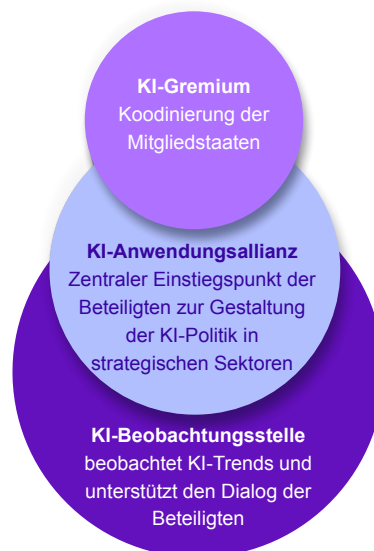 KI-Gremium
Koodinierung der
Mitgliedstaaten
KI-Anwendungsallianz
Zentraler Einstiegspunkt der
Beteiligten zur Gestaltung
der KI-Politik in
strategischen Sektoren
KI-Beobachtungsstelle
beobachtet KI-Trends und
unterstützt den Dialog der
Beteiligten